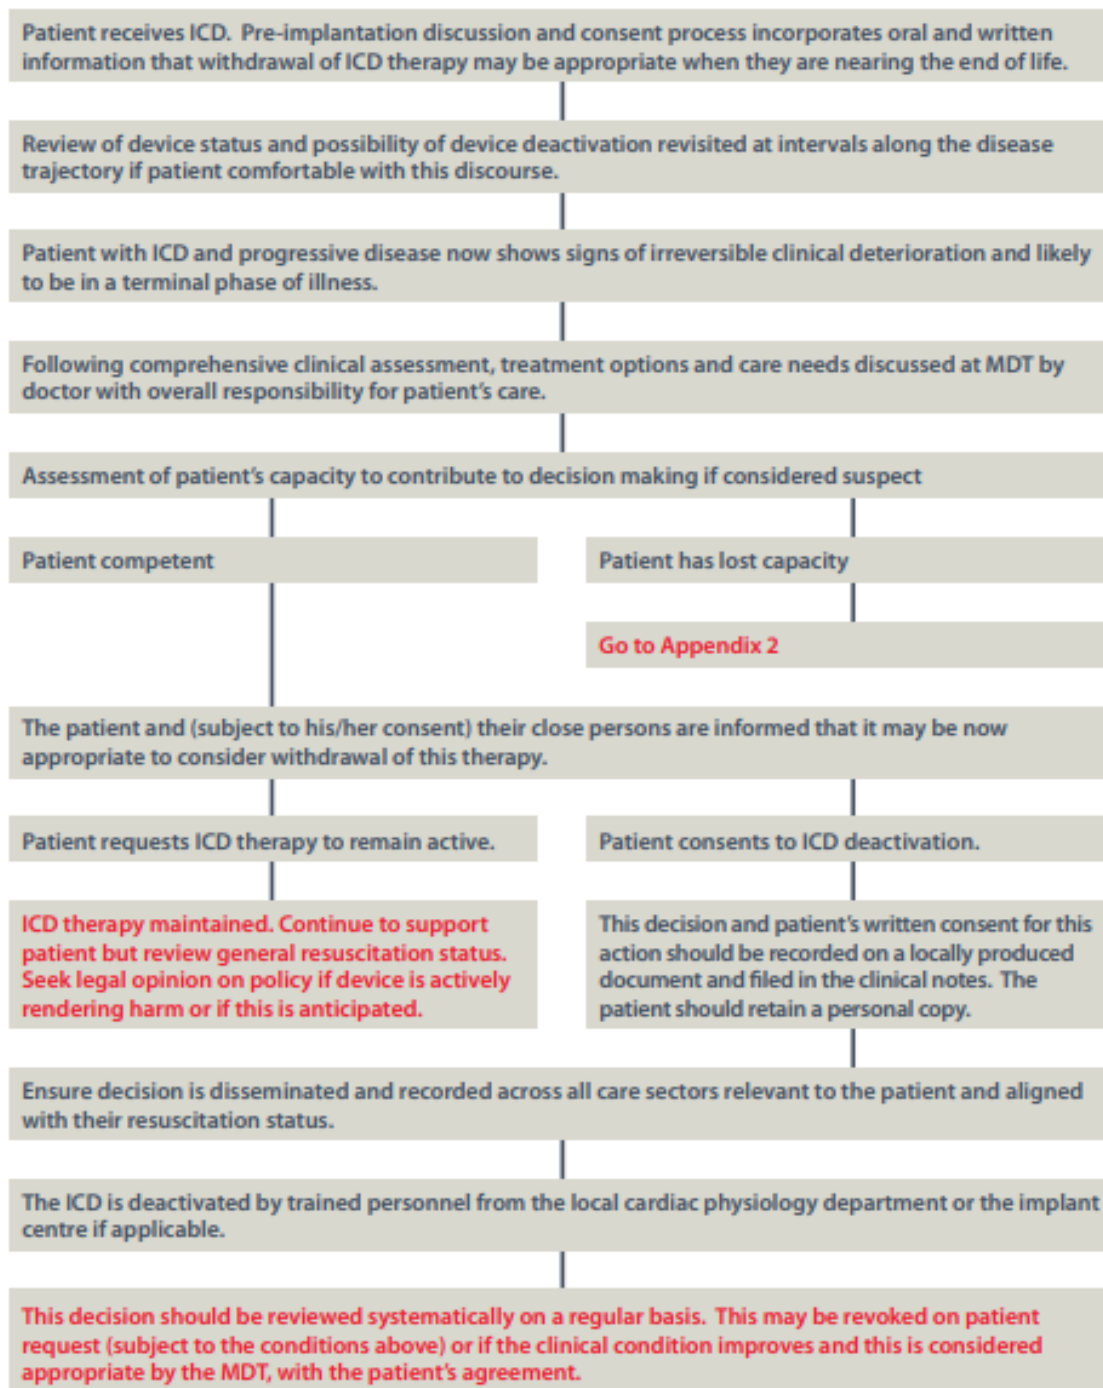 Patient receives ICD. Pre-implantation discussion and consent process incorporates oral and written
information that withdrawal of ICD therapy may be appropriate when they are nearing the end of life.
Review of device status and possibility of device deactivation revisited at intervals along the disease
trajectory if patient comfortable with this discourse.
Patient with ICD and progressive disease now shows signs of irreversible clinical deterioration and likely
to be in a terminal phase of illness.
Following comprehensive clinical assessment, treatment options and care needs discussed at MDT by
doctor with overall responsibility for patient's care.
Assessment of patient's capacity to contribute to decision making if considered suspect
Patient competent
Patient has lost capacity
Go to Appendix 2
The patient and (subject to his/her consent) their close persons are informed that it may be now
appropriate to consider withdrawal of this therapy.
Patient requests ICD therapy to remain active.
Patient consents to ICD deactivation.
ICD therapy maintained. Continue to support
patient but review general resuscitation status.
Seek legal opinion on policy if device is actively
rendering harm or if this is anticipated.
This decision and patient's written consent for this
action should be recorded on a locally produced
document and filed in the clinical notes. The
patient should retain a personal copy.
Ensure decision is disseminated and recorded across all care sectors relevant to the patient and aligned
with their resuscitation status.
The ICD is deactivated by trained personnel from the local cardiac physiology department or the implant
centre if applicable.
This decision should be reviewed systematically on a regular basis. This may be revoked on patient
request (subject to the conditions above) or if the clinical condition improves and this is considered
appropriate by the MDT, with the patient's agreement.